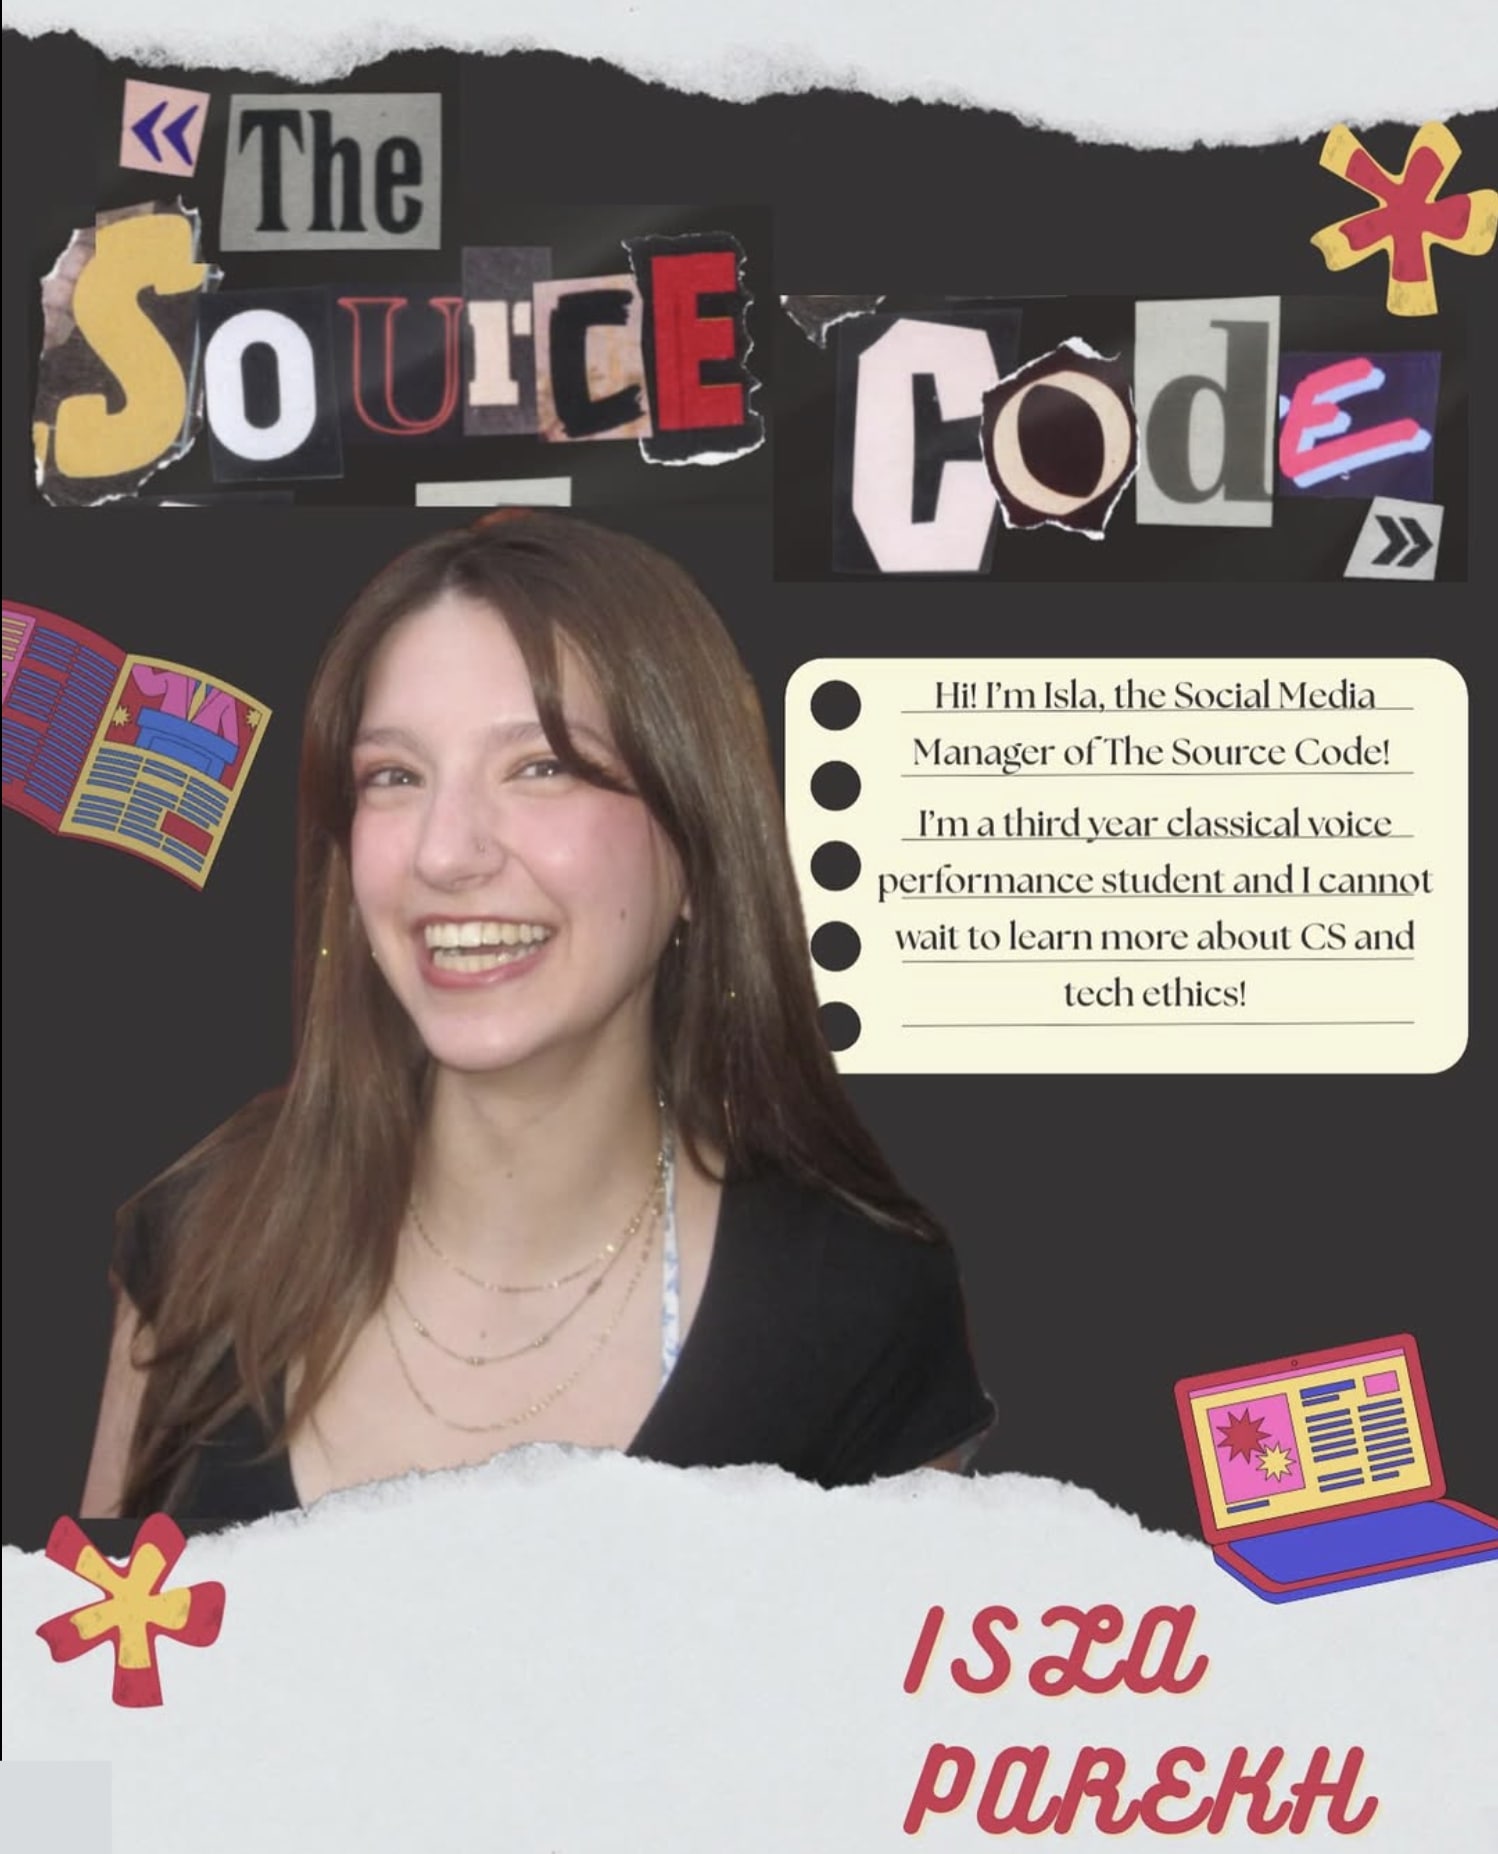 « The
SOUrCE
COdE
»
Hi! I'm Isla, the Social Media
Manager of The Source Code!
I'm a third year classical voice
performance student and I cannot
wait to learn more about CS and
tech ethics!
ISLA
PAREKH